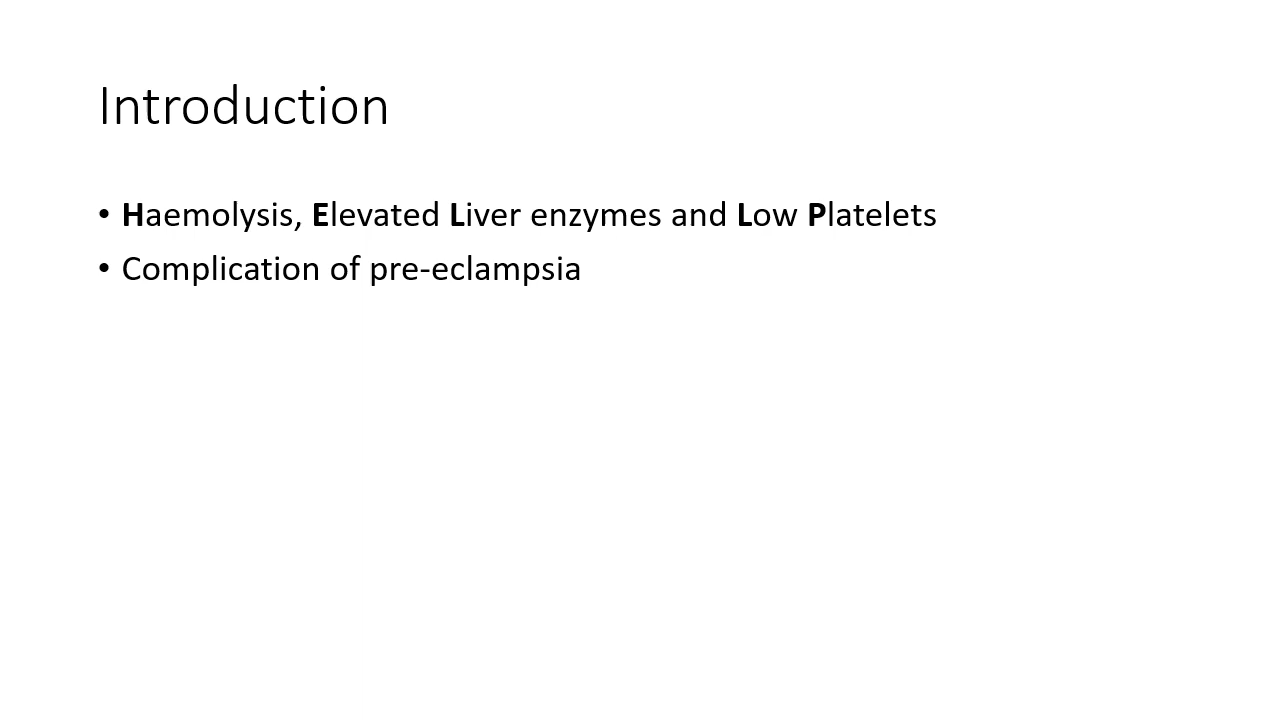 Introduction
• Haemolysis, Elevated Liver enzymes and Low Platelets
• Complication of pre-eclampsia